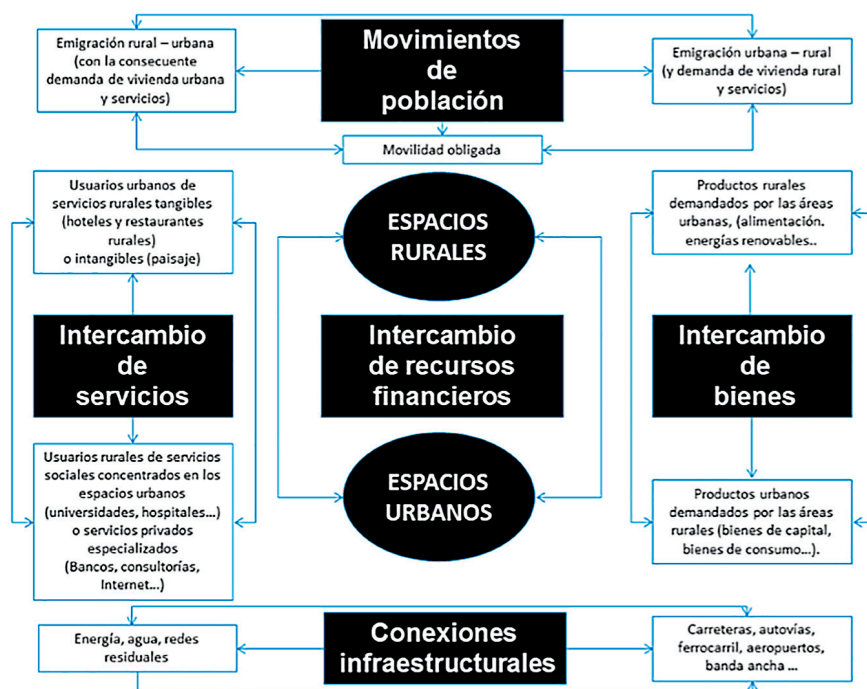 Emigración rural – urbana
(con la consecuente
demanda de vivienda urbana
y servicios)
Movimientos
de
población
Emigración urbana – rural
(y demanda de vivienda rural
y servicios)
Movilidad obligada
Usuarios urbanos de
servicios rurales tangibles
(hoteles y restaurantes
rurales)
o intangibles (paisaje)
ESPACIOS
RURALES
Productos rurales
demandados por las áreas
urbanas, (alimentación.
energías renovables..
Intercambio
de
servicios
Intercambio
de recursos
financieros
Intercambio
de
bienes
Usuarios rurales de servicios
sociales concentrados en los
espacios urbanos
(universidades, hospitales...)
o servicios privados
especializados
(Bancos, consultorías,
Internet...)
ESPACIOS
URBANOS
Productos urbanos
demandados por las áreas
rurales (bienes de capital,
bienes de consumo...).
Energía, agua, redes
residuales
Conexiones
infraestructurales
Carreteras, autovías,
ferrocarril, aeropuertos,
banda ancha ...